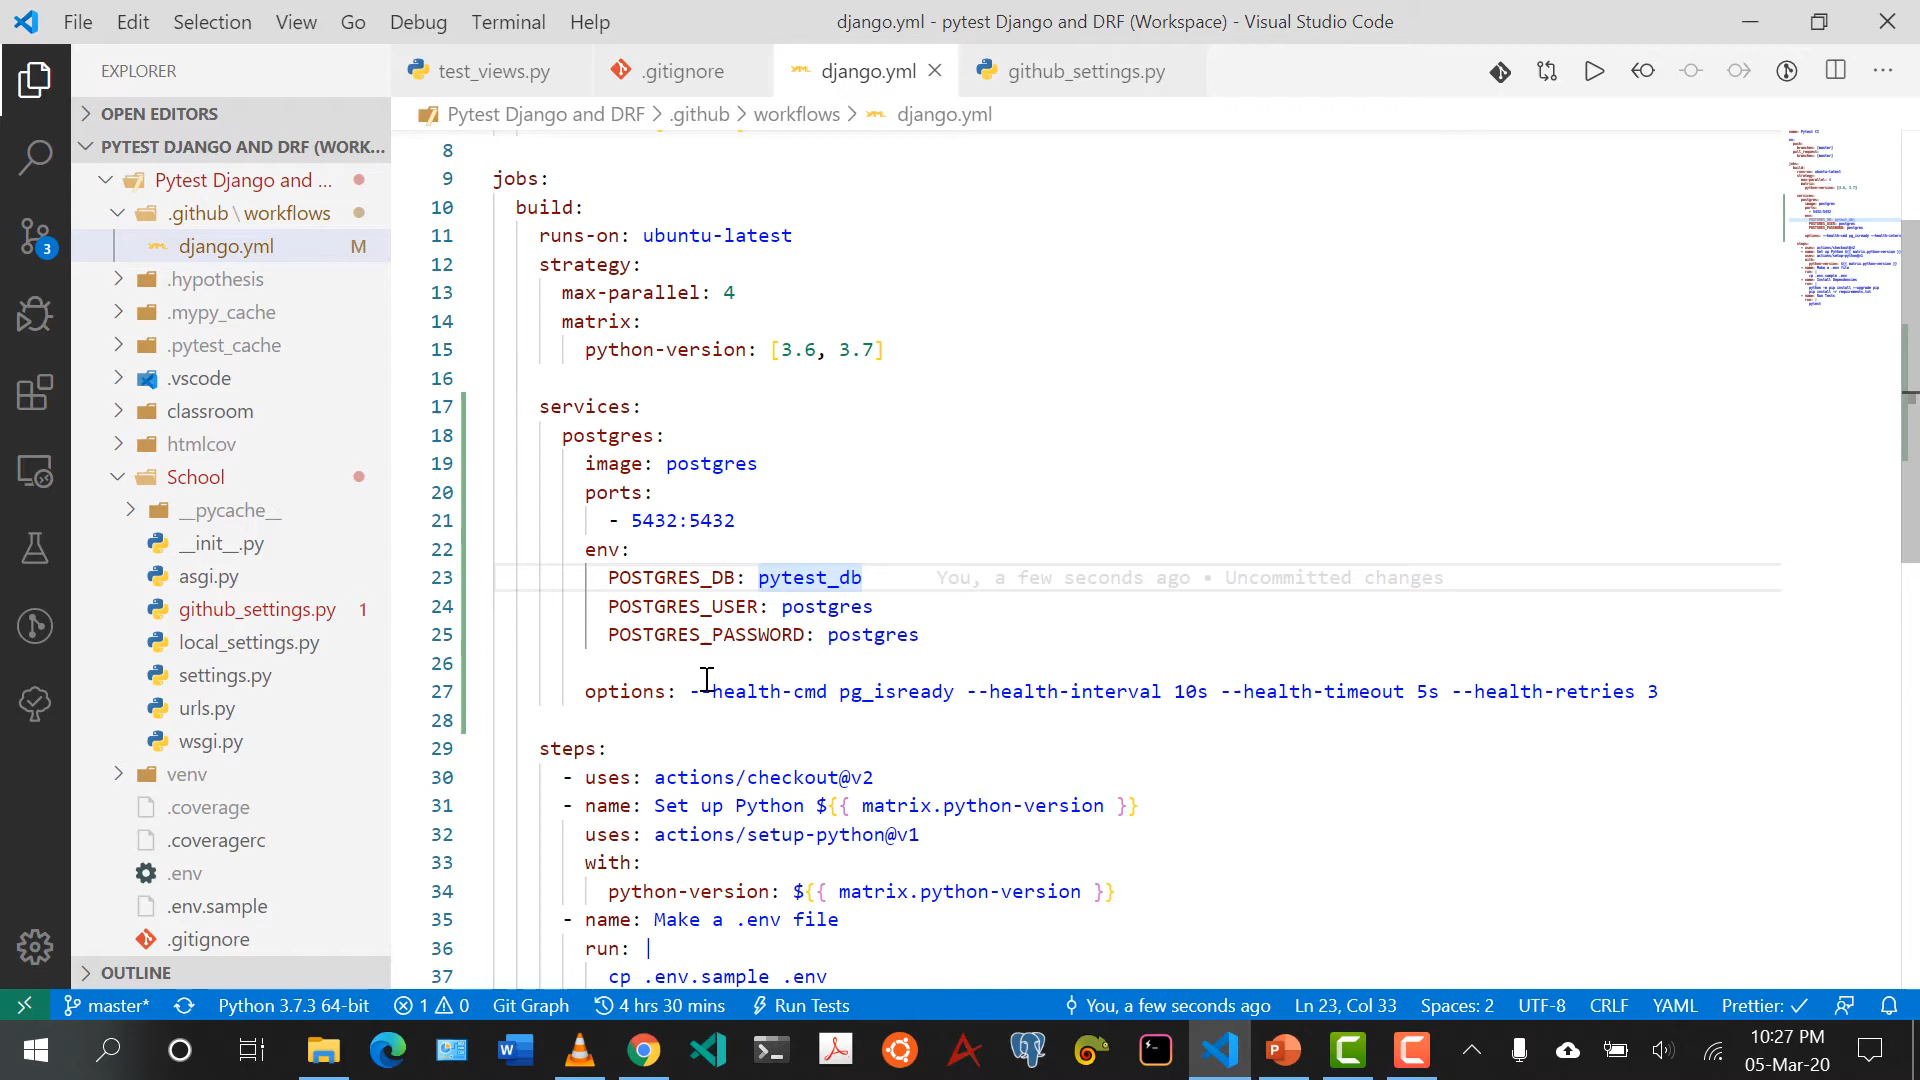 File Edit Selection View Go Debug Terminal Help
django.yml - pytest Django and DRF (Workspace) - Visual Studio Code
EXPLORER
test_views.py
.gitignore
django.yml
github_settings.py
OPEN EDITORS
Pytest Django and DRF > .github > workflows > django.yml
PYTEST DJANGO AND DRF (WORK...
Pytest Django and ...
.github \ workflows
django.yml M
.hypothesis
.mypy_cache
.pytest_cache
.vscode
classroom
htmlcov
School
__pycache__
__init__.py
asgi.py
github_settings.py 1
local_settings.py
settings.py
urls.py
wsgi.py
venv
.coverage
.coveragerc
.env
.env.sample
.gitignore
OUTLINE
3
8
9 jobs:
10 build:
11 runs-on: ubuntu-latest
12 strategy:
13 max-parallel: 4
14 matrix:
15 python-version: [3.6, 3.7]
16
17 services:
18 postgres:
19 image: postgres
20 ports:
21 - 5432:5432
22 env:
23 POSTGRES_DB: pytest_db You, a few seconds ago • Uncommitted changes
24 POSTGRES_USER: postgres
25 POSTGRES_PASSWORD: postgres
26
27 options: --health-cmd pg_isready --health-interval 10s --health-timeout 5s --health-retries 3
28
29 steps:
30 - uses: actions/checkout@v2
31 - name: Set up Python ${{ matrix.python-version }}
32 uses: actions/setup-python@v1
33 with:
34 python-version: ${{ matrix.python-version }}
35 - name: Make a .env file
36 run: |
37 cp .env.sample .env
master* Python 3.7.3 64-bit 1 0 Git Graph 4 hrs 30 mins Run Tests You, a few seconds ago Ln 23, Col 33 Spaces: 2 UTF-8 CRLF YAML Prettier: ✓
10:27 PM
05-Mar-20